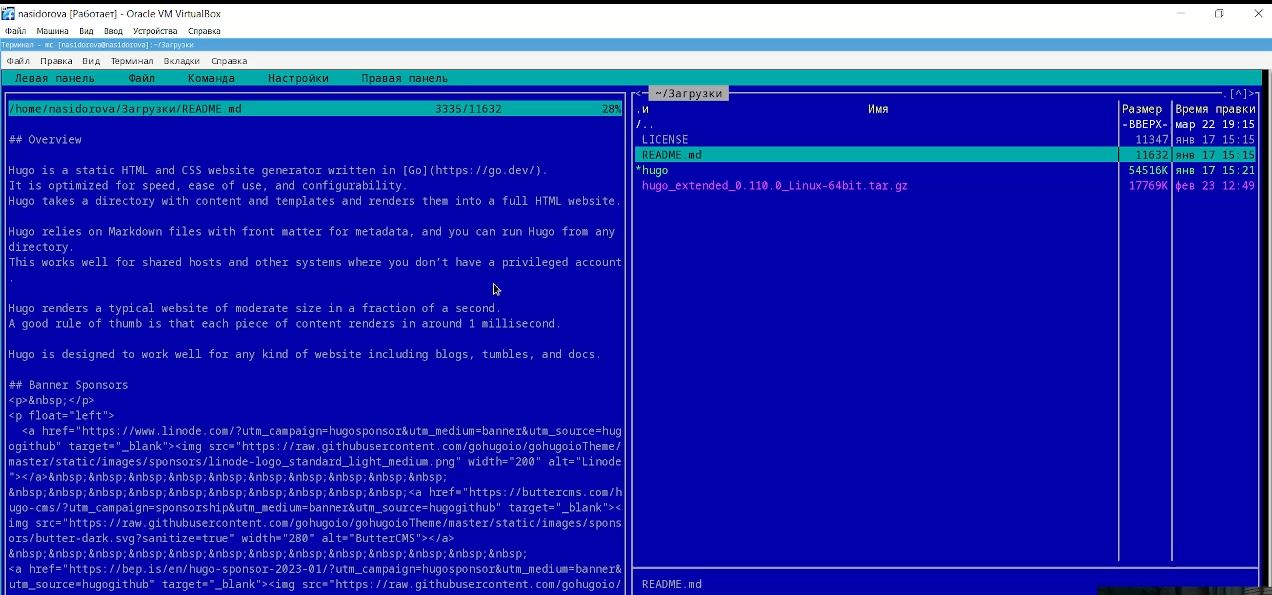 nasidorova [Работает] - Oracle VM VirtualBox
Файл Машина Вид Ввод Устройства Справка
Терминал - mc [nasidorova@nasidorova]:~/Загрузки
Файл Правка Вид Терминал Вкладки Справка
Левая панель Файл Команда Настройки Правая панель
/home/nasidorova/Загрузки/README.md 3335/11632 28%
## Overview
Hugo is a static HTML and CSS website generator written in [Go](https://go.dev/).
It is optimized for speed, ease of use, and configurability.
Hugo takes a directory with content and templates and renders them into a full HTML website.
Hugo relies on Markdown files with front matter for metadata, and you can run Hugo from any
directory.
This works well for shared hosts and other systems where you don’t have a privileged account
.
Hugo renders a typical website of moderate size in a fraction of a second.
A good rule of thumb is that each piece of content renders in around 1 millisecond.
Hugo is designed to work well for any kind of website including blogs, tumbles, and docs.
## Banner Sponsors
<p>&nbsp;</p>
<p float="left">
<a href="https://www.linode.com/?utm_campaign=hugosponsor&utm_medium=banner&utm_source=hug
ogithub" target="_blank"><img src="https://raw.githubusercontent.com/gohugoio/gohugoioTheme/
master/static/images/sponsors/linode-logo_standard_light_medium.png" width="200" alt="Linode
"></a>&nbsp;&nbsp;&nbsp;&nbsp;&nbsp;&nbsp;&nbsp;
&nbsp;&nbsp;&nbsp;&nbsp;&nbsp;&nbsp;&nbsp;<a href="https://buttercms.com/h
ugo-cms/?utm_campaign=sponsorship&utm_medium=banner&utm_source=hugogithub" target="_blank"><
img src="https://raw.githubusercontent.com/gohugoio/gohugoioTheme/master/static/images/spons
ors/butter-dark.svg?sanitize=true" width="280" alt="ButterCMS"></a>
&nbsp;&nbsp;&nbsp;&nbsp;&nbsp;&nbsp;&nbsp;&nbsp;&nbsp;
<a href="https://bep.is/en/hugo-sponsor-2023-01/?utm_campaign=hugosponsor&utm_medium=banner&
utm_source=hugogithub" target="_blank"><img src="https://raw.githubusercontent.com/gohugoio/
<─ ~/Загрузки .[^]>
.и Имя Размер Время правки
/.. -ВВЕРХ- мар 22 19:15
LICENSE 11347 янв 17 15:15
README.md 11632 янв 17 15:15
*hugo 54516K янв 17 15:21
hugo_extended_0.110.0_Linux-64bit.tar.gz 17769K фев 23 12:49
README.md